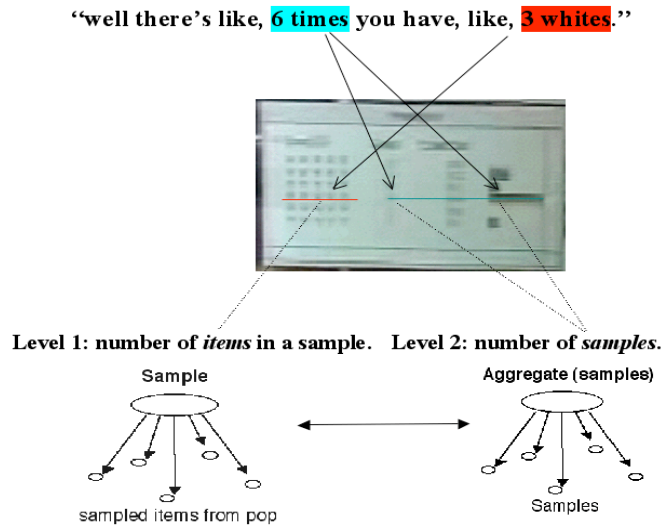 “well there’s like, 6 times you have, like, 3 whites.”
Level 1: number of items in a sample. Level 2: number of samples.
Sample
Aggregate (samples)
sampled items from pop
Samples